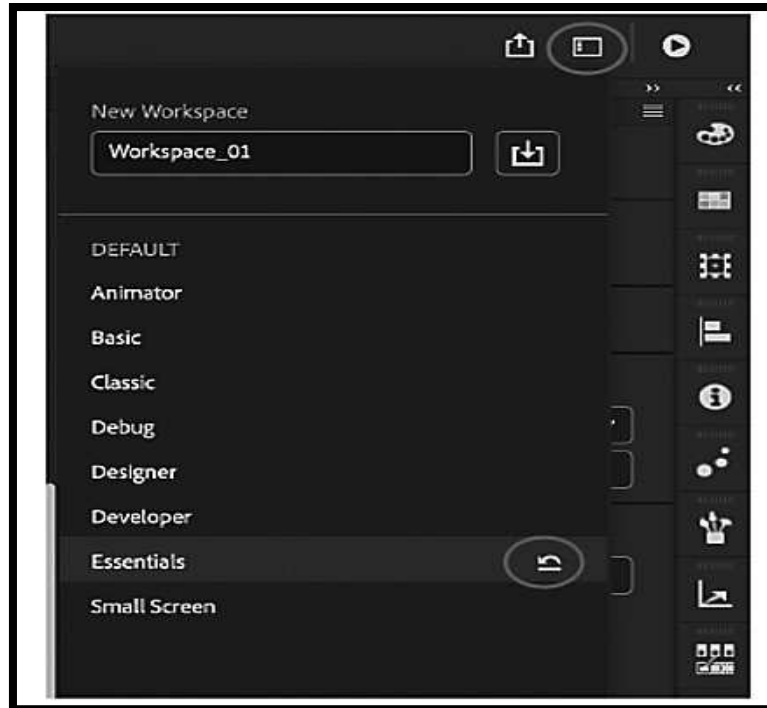 New Workspace
Workspace_01
DEFAULT
Animator
Basic
Classic
Debug
Designer
Developer
Essentials
Small Screen